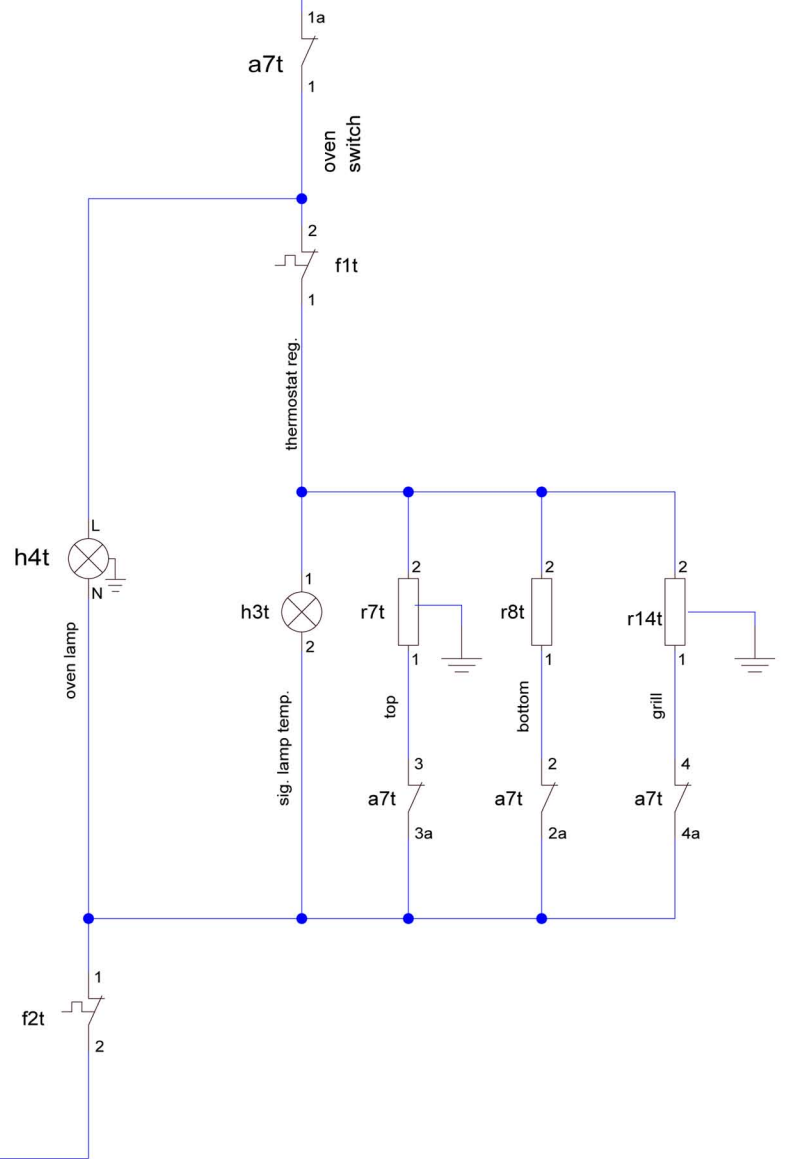 1a
a7t
1
oven
switch
2
f1t
1
thermostat reg.
L
h4t
N
oven lamp
1
h3t
2
sig. lamp temp.
2
r7t
1
top
3
a7t
3a
2
r8t
1
bottom
2
a7t
2a
2
r14t
1
grill
4
a7t
4a
1
f2t
2